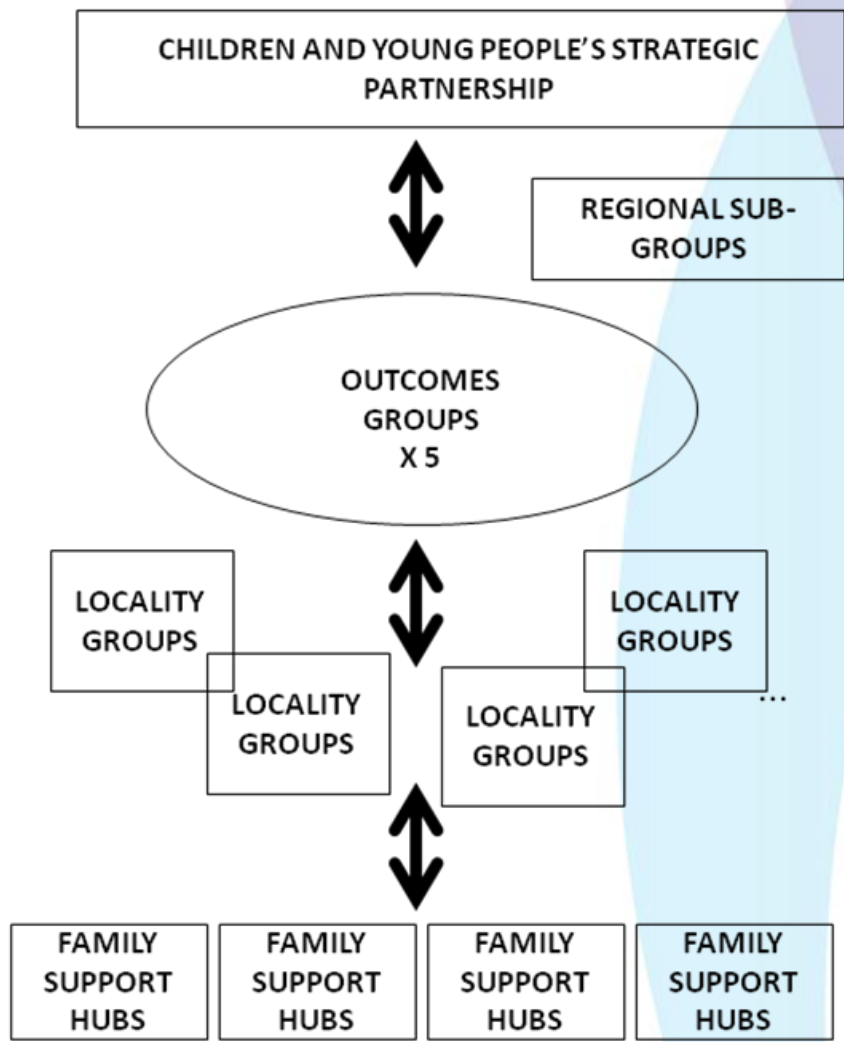 CHILDREN AND YOUNG PEOPLE’S STRATEGIC
PARTNERSHIP
REGIONAL SUB-
GROUPS
OUTCOMES
GROUPS
X 5
LOCALITY
GROUPS
LOCALITY
GROUPS
LOCALITY
GROUPS
LOCALITY
GROUPS
...
FAMILY
SUPPORT
HUBS
FAMILY
SUPPORT
HUBS
FAMILY
SUPPORT
HUBS
FAMILY
SUPPORT
HUBS